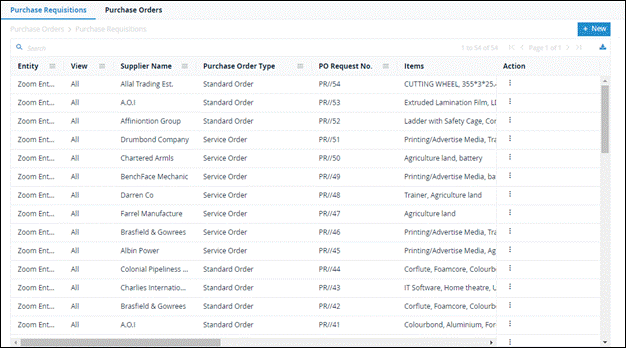 Purchase Requisitions Purchase Orders
Purchase Orders > Purchase Requisitions
+ New
Search 1 to 54 of 54 Page 1 of 1
Entity View Supplier Name Purchase Order Type PO Request No. Items Action
Zoom Ent... All Allal Trading Est. Standard Order PR//54 CUTTING WHEEL, 355*3*25.
Zoom Ent... All A.O.I Standard Order PR//53 Extruded Lamination Film,
Zoom Ent... All Affiniontion Group Standard Order PR//52 Ladder with Safety Cage, Cor
Zoom Ent... All Drumbond Company Service Order PR//51 Printing/Advertise Media, Tra
Zoom Ent... All Chartered Armls Service Order PR//50 Agriculture land, battery
Zoom Ent... All BenchFace Mechanic Service Order PR//49 Printing/Advertise Media, ba
Zoom Ent... All Darren Co Service Order PR//48 Trainer, Agriculture land
Zoom Ent... All Farrel Manufacture Service Order PR//47 Agriculture land
Zoom Ent... All Brasfield & Gowrees Service Order PR//46 Printing/Advertise Media, Tra
Zoom Ent... All Albin Power Service Order PR//45 Printing/Advertise Media, Ag
Zoom Ent... All Colonial Pipeliness ... Standard Order PR//44 Corflute, Foamcore, Colourb
Zoom Ent... All Charlies Internatio... Standard Order PR//43 IT Software, Home theatre, U
Zoom Ent... All Brasfield & Gowrees Standard Order PR//42 Corflute, Foamcore, Colourb
Zoom Ent... All A.O.I Standard Order PR//41 Colourbond, Aluminium, For